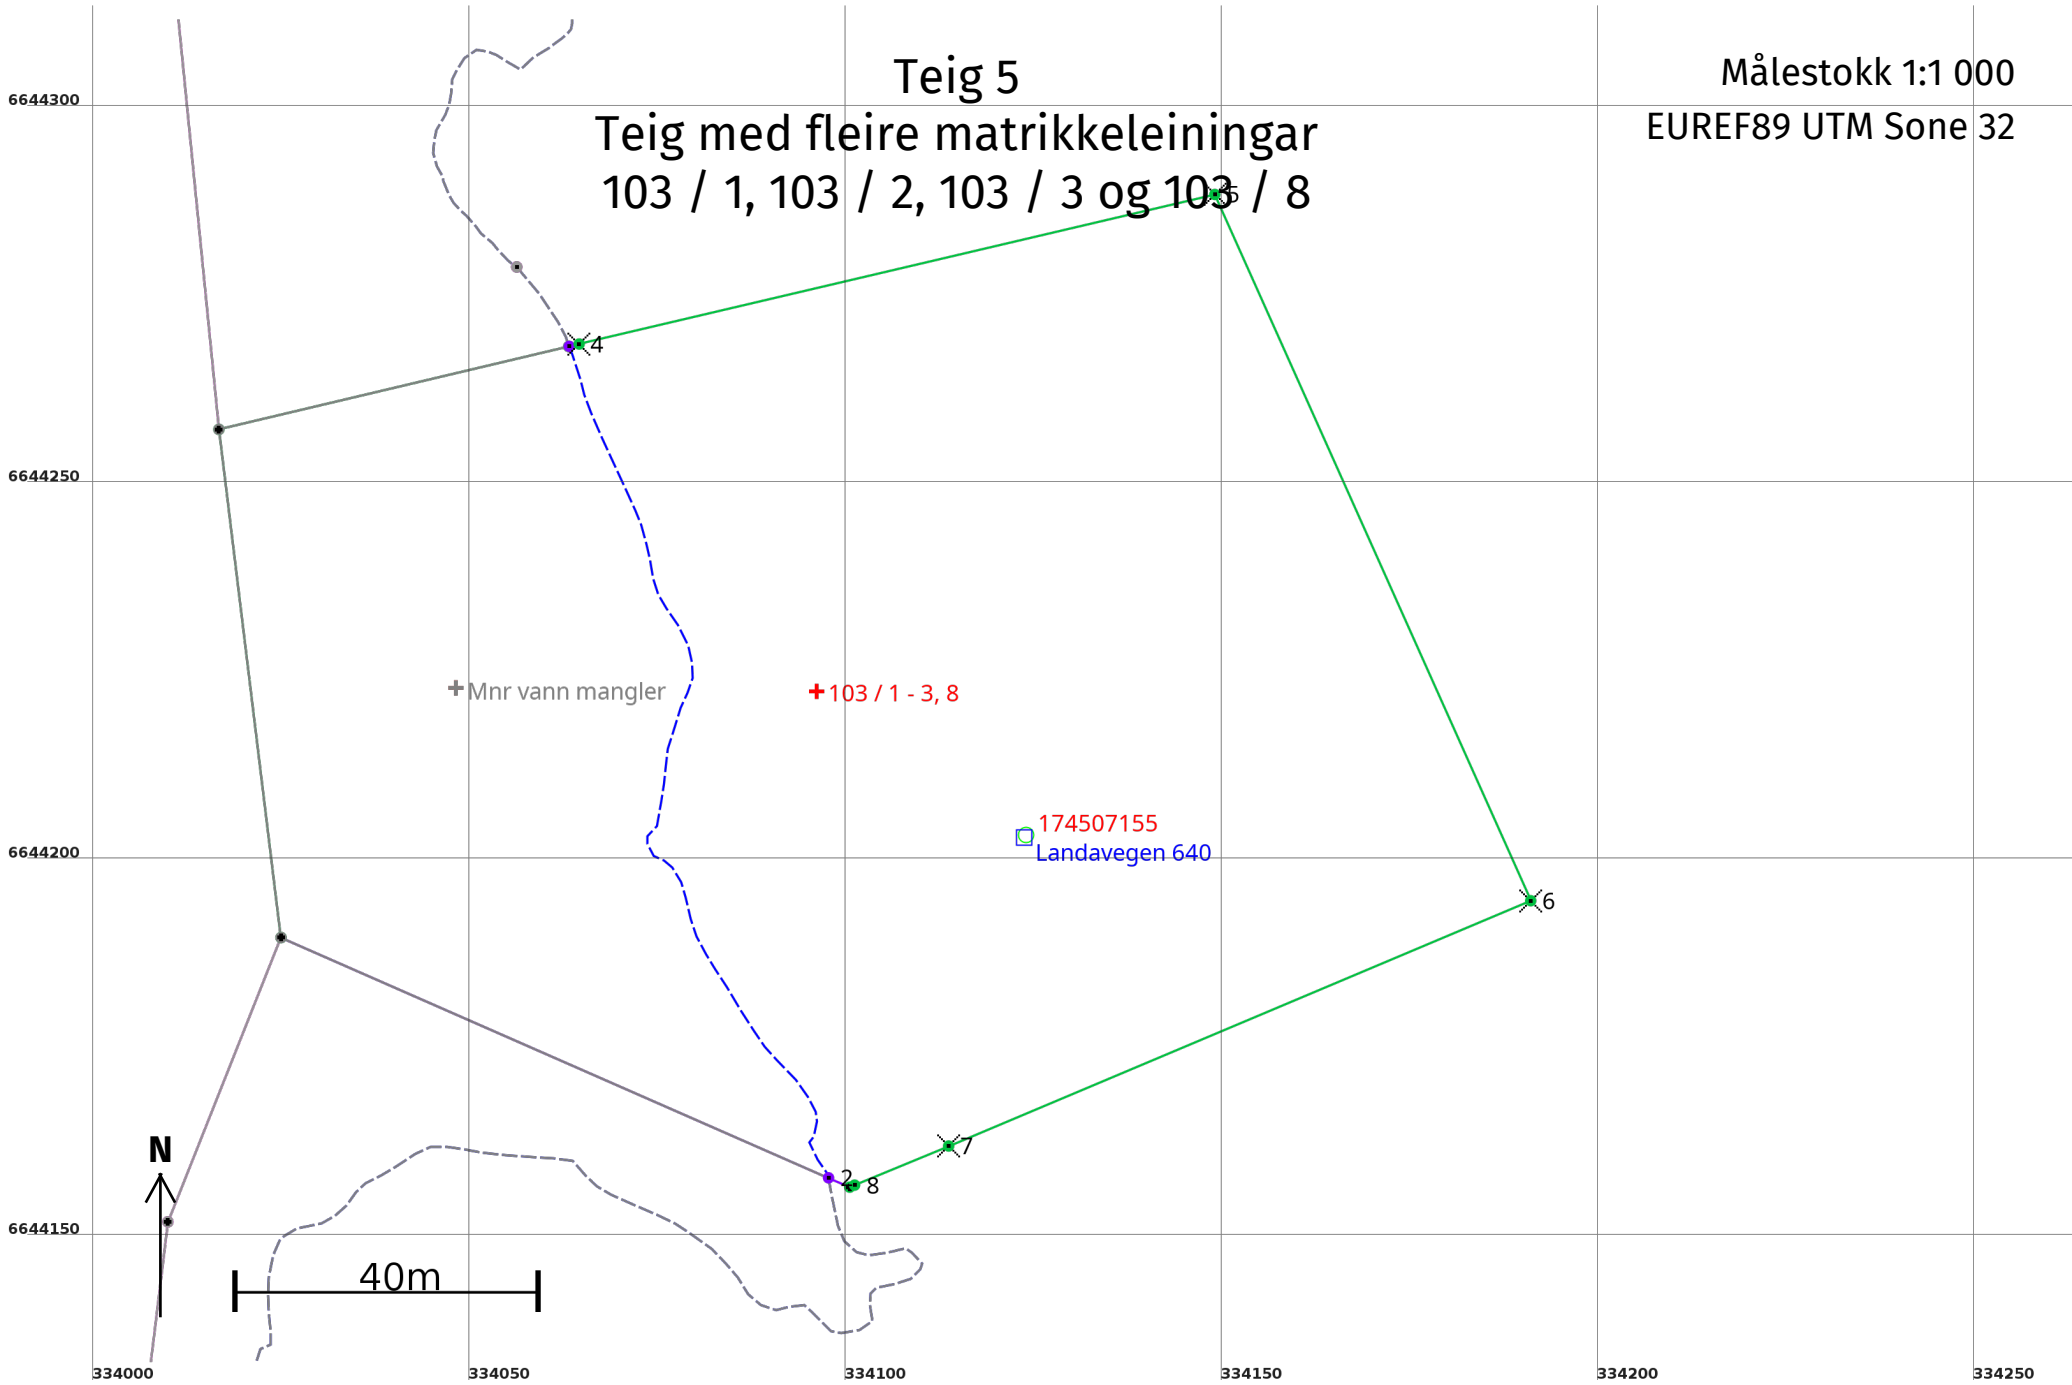 Teig 5
Teig med fleire matrikkeleiningar
103 / 1, 103 / 2, 103 / 3 og 103 / 8
Målestokk 1:1 000
EUREF89 UTM Sone 32
6644300
5
4
6644250
Mnr vann mangler
103 / 1 - 3, 8
174507155
Landavegen 640
6644200
6
7
2
8
N
6644150
40m
334000
334050
334100
334150
334200
334250